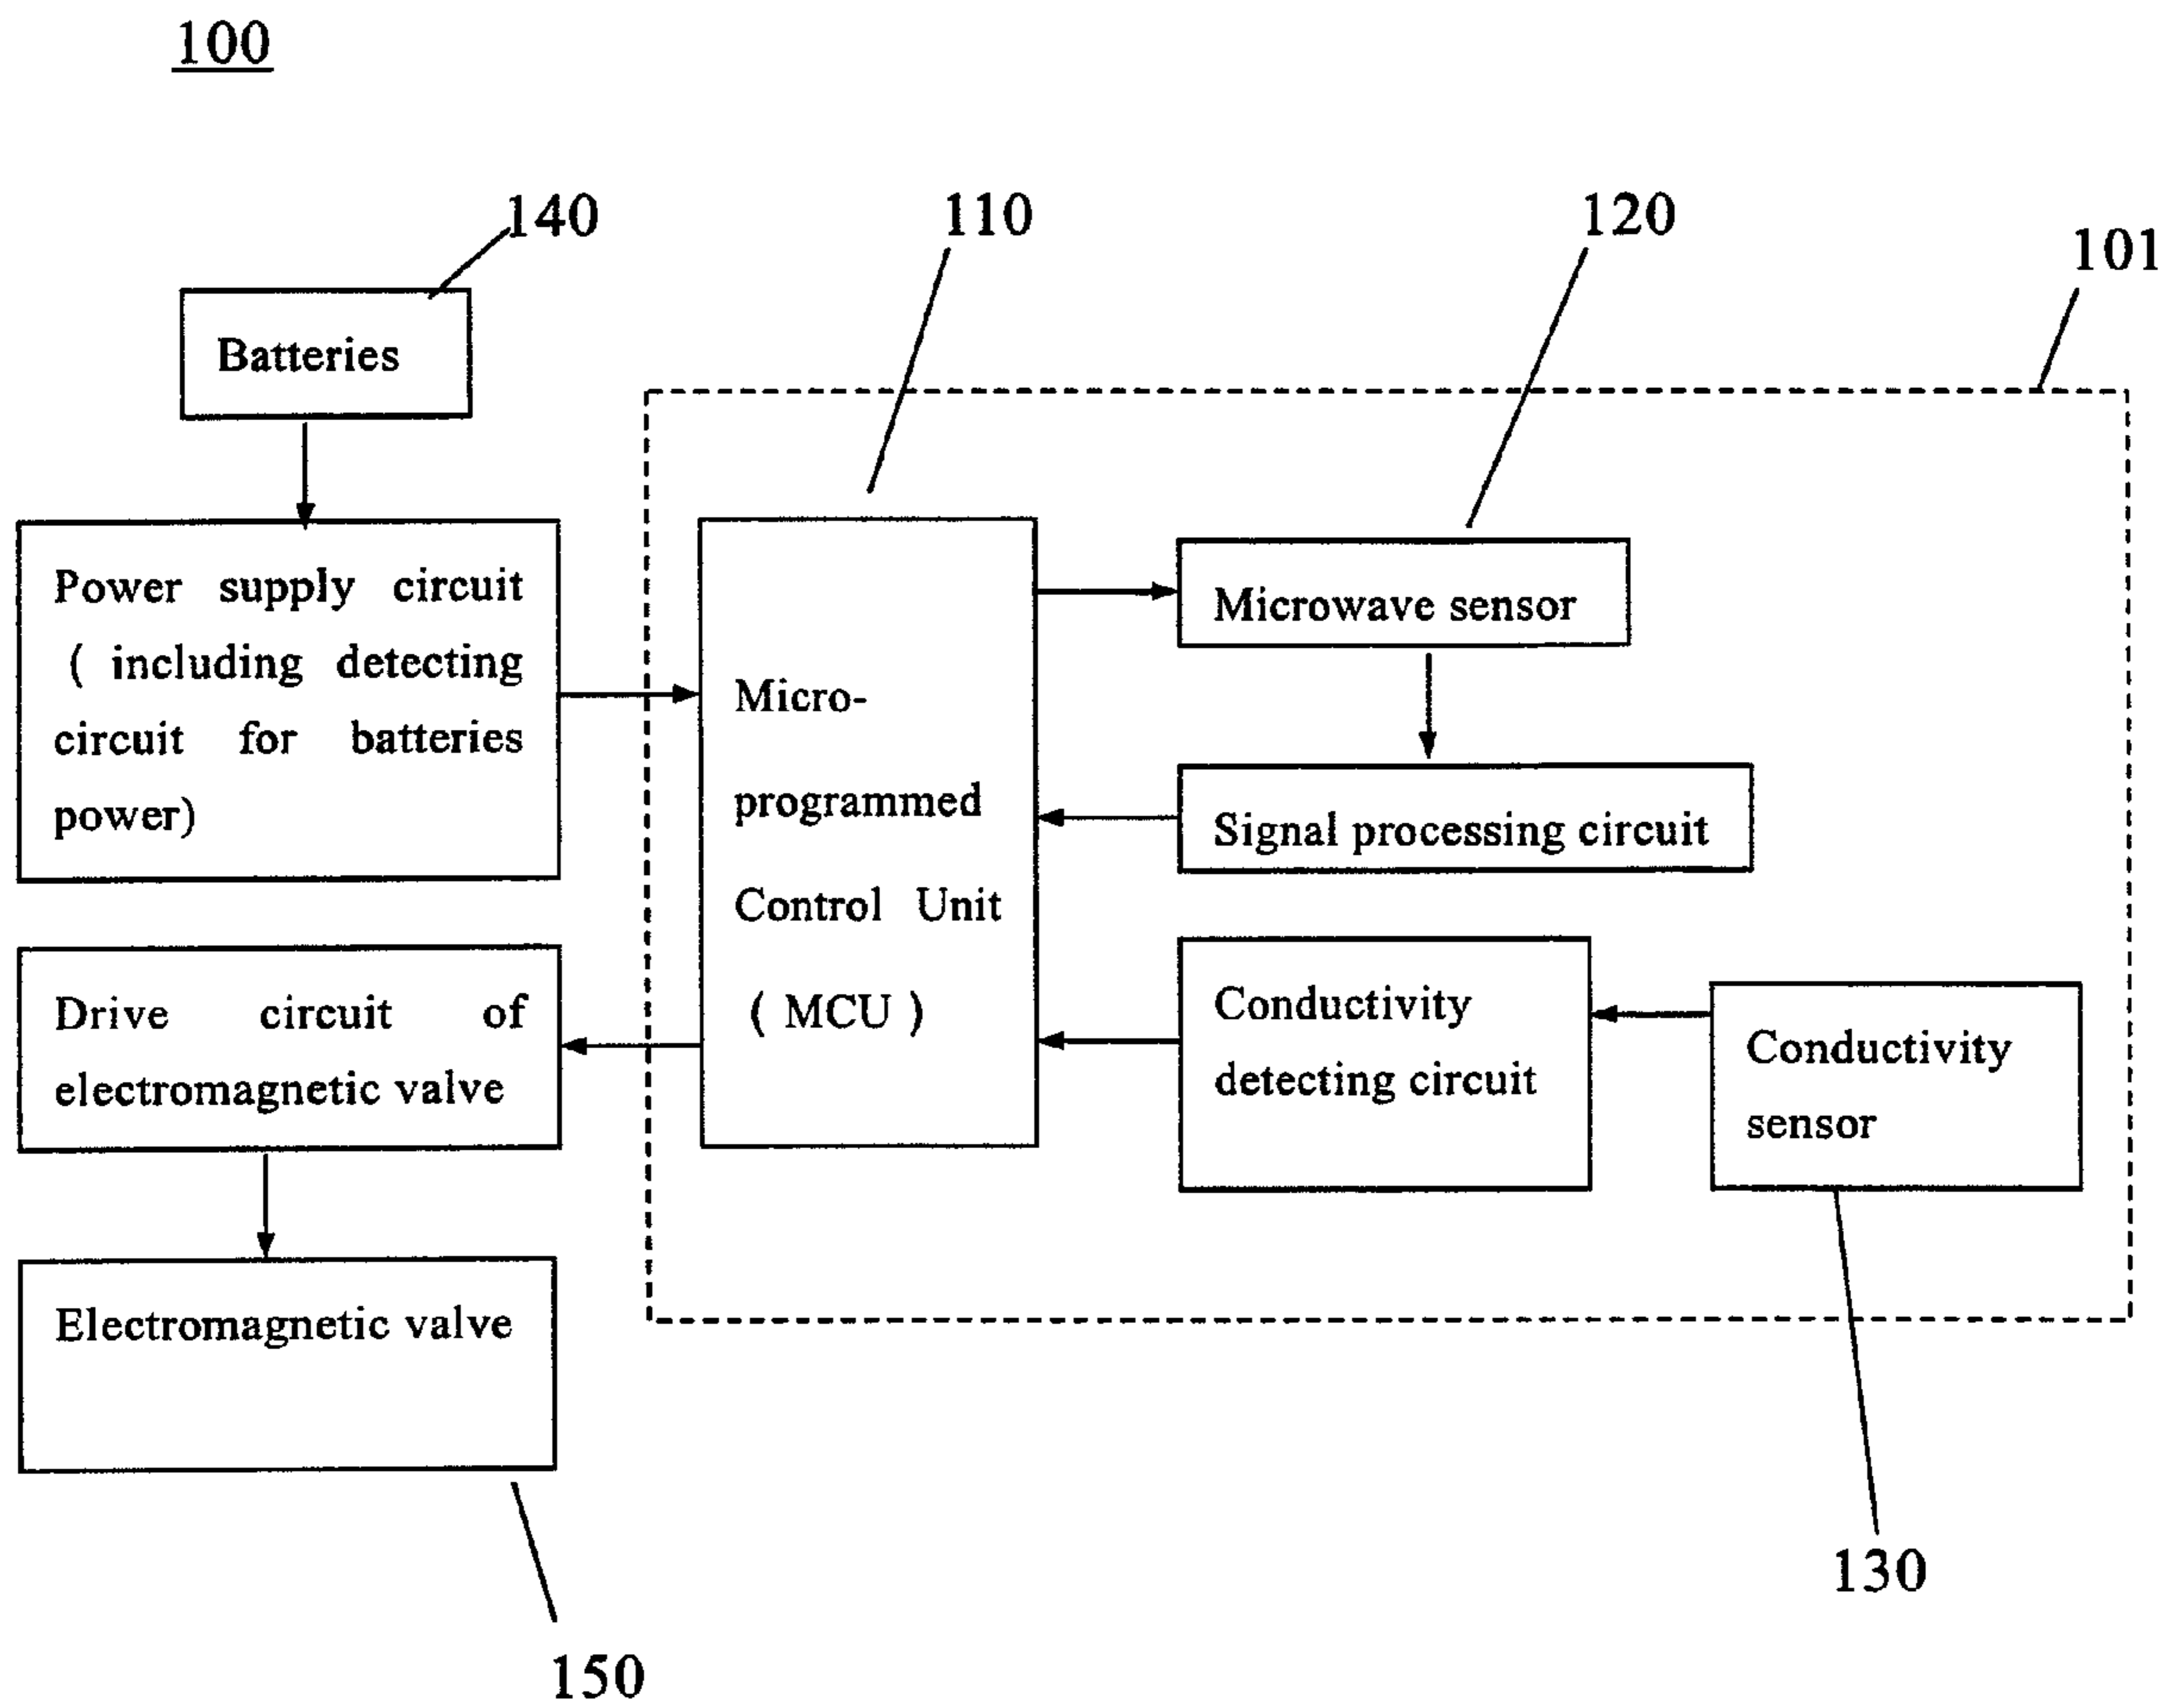 100
140
110
120
101
Batteries
Power supply circuit
( including detecting
circuit for batteries
power)
Micro-
programmed
Control Unit
( MCU )
Microwave sensor
Signal processing circuit
Conductivity
detecting circuit
Conductivity
sensor
Drive circuit of
electromagnetic valve
Electromagnetic valve
130
150